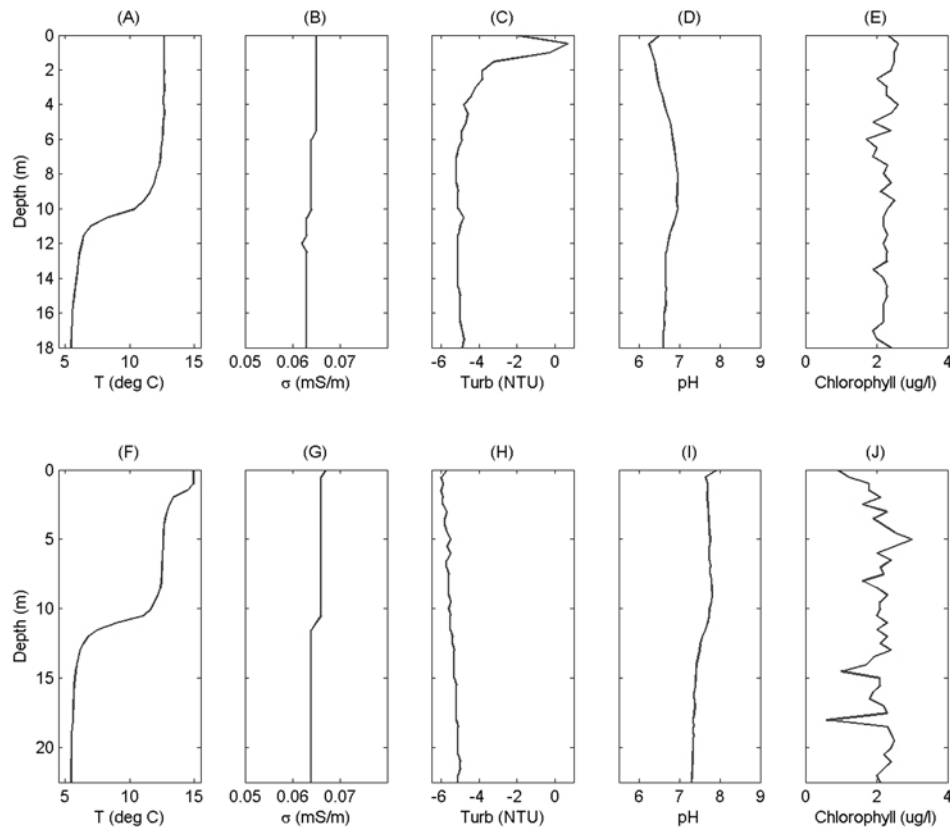 (A) (B) (C) (D) (E)
0
2
4
6
8
10
12
14
16
18
Depth (m)
5 10 15 0.05 0.06 0.07 -6 -4 -2 0 6 7 8 9 0 2 4
T (deg C) σ (mS/m) Turb (NTU) pH Chlorophyll (ug/l)
(F) (G) (H) (I) (J)
0
5
10
15
20
Depth (m)
5 10 15 0.05 0.06 0.07 -6 -4 -2 0 6 7 8 9 0 2 4
T (deg C) σ (mS/m) Turb (NTU) pH Chlorophyll (ug/l)